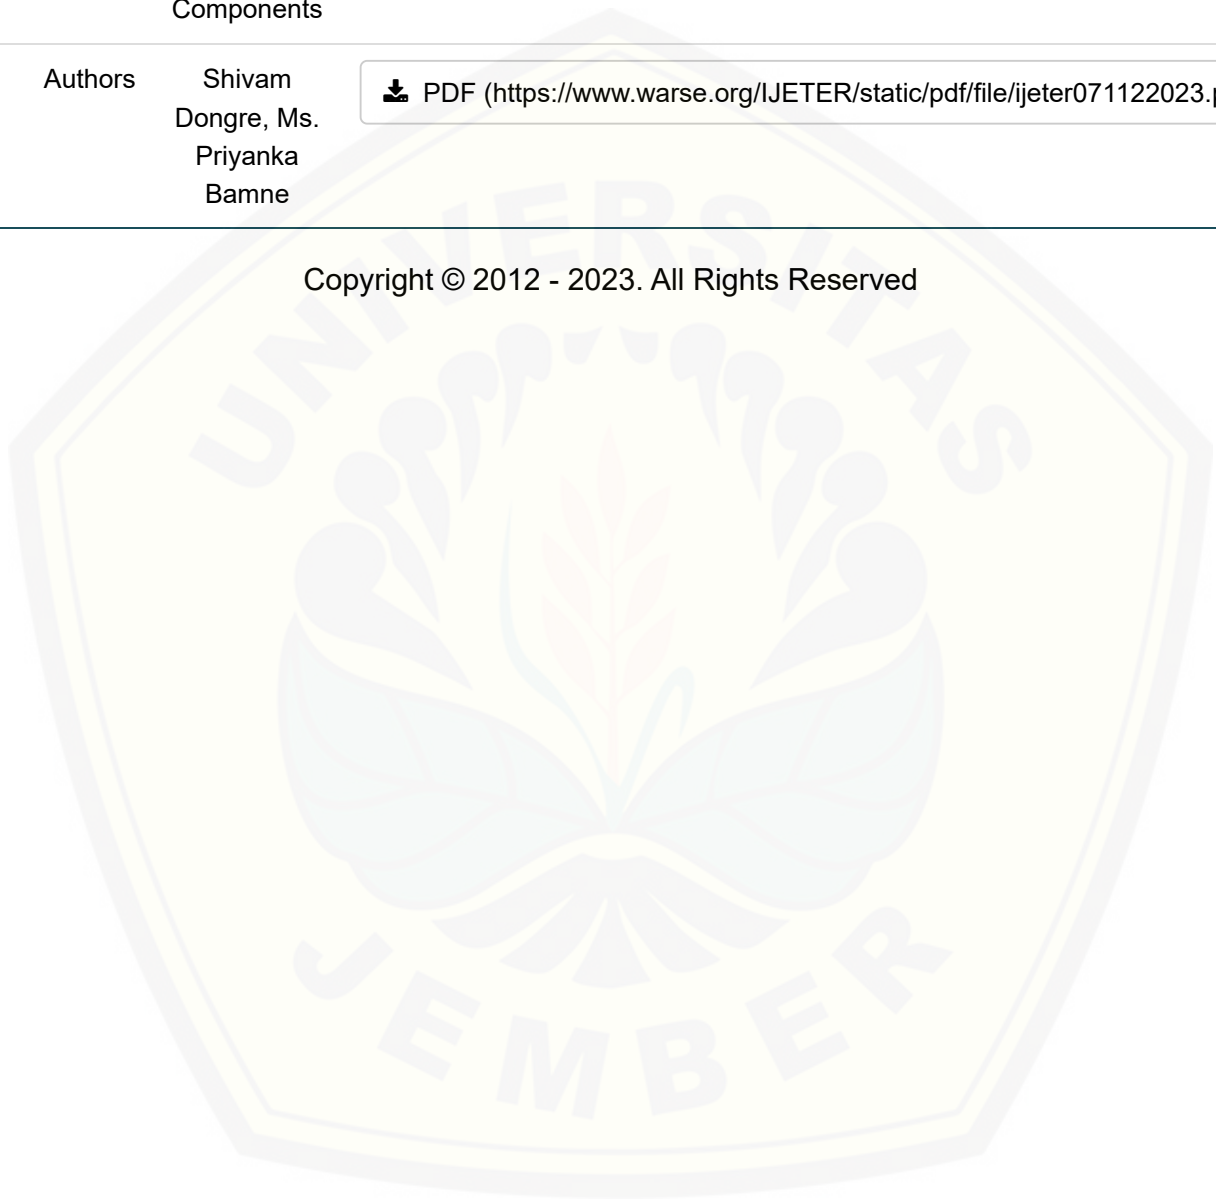 Components
Authors
Shivam
Dongre, Ms.
Priyanka
Bamne
PDF (https://www.warse.org/IJETER/static/pdf/file/ijeter071122023.p
Copyright © 2012 - 2023. All Rights Reserved
UNIVERSITAS
JEMBER